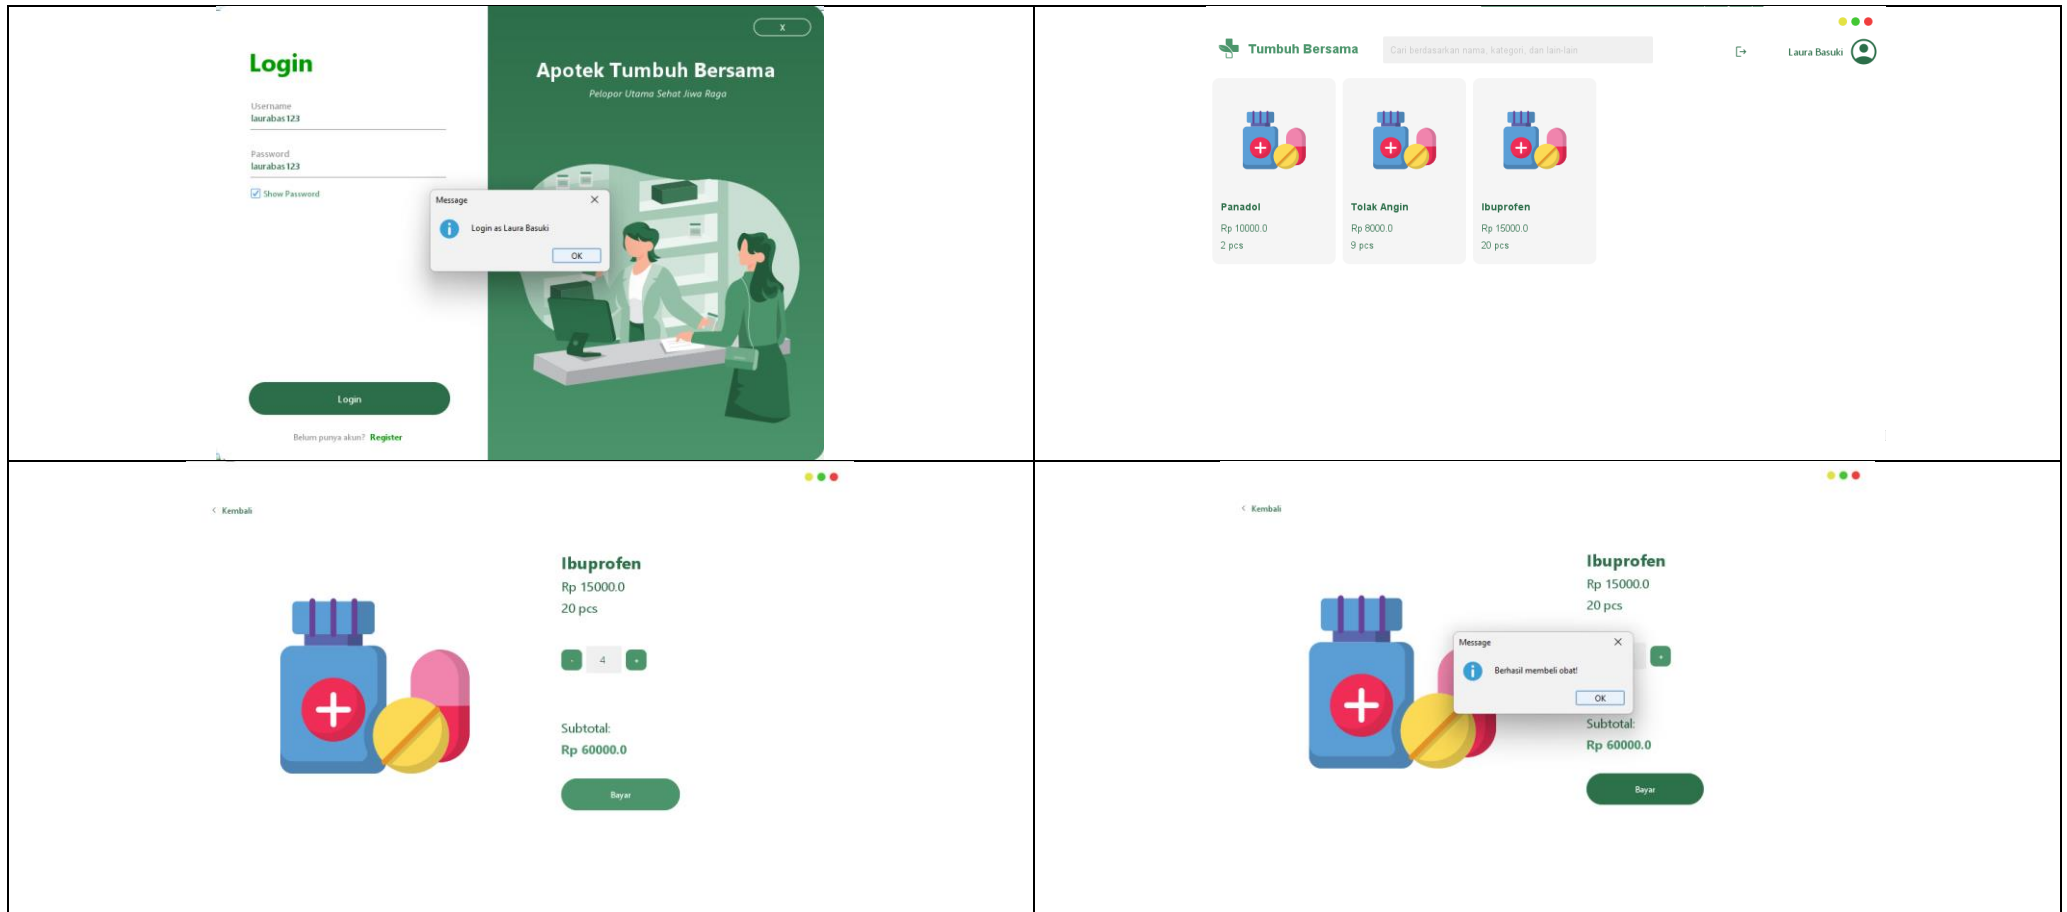 Login
Username
laurabas123
Password
laurabas123
Show Password
Login
Belum punya akun? Register
X
Apotek Tumbuh Bersama
Pelopor Utama Sehat Jiwa Raga
Message
Login as Laura Basuki
OK
Tumbuh Bersama
Cari berdasarkan nama, kategori, dan lain-lain
Laura Basuki
Panadol
Rp 10000.0
2 pcs
Tolak Angin
Rp 8000.0
9 pcs
Ibuprofen
Rp 15000.0
20 pcs
< Kembali
Ibuprofen
Rp 15000.0
20 pcs
- 4 +
Subtotal:
Rp 60000.0
Bayar
< Kembali
Ibuprofen
Rp 15000.0
20 pcs
+
Message
Berhasil membeli obat!
OK
Subtotal:
Rp 60000.0
Bayar